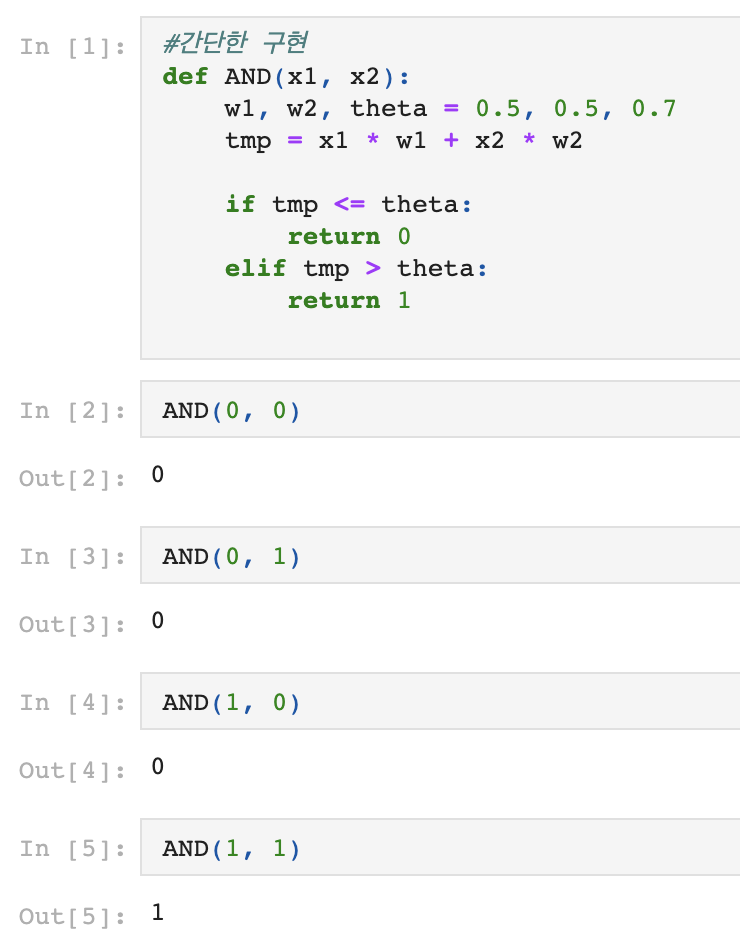 In [1]:
#간단한 구현
def AND(x1, x2):
    w1, w2, theta = 0.5, 0.5, 0.7
    tmp = x1 * w1 + x2 * w2

    if tmp <= theta:
        return 0
    elif tmp > theta:
        return 1
In [2]: AND(0, 0)
Out[2]: 0
In [3]: AND(0, 1)
Out[3]: 0
In [4]: AND(1, 0)
Out[4]: 0
In [5]: AND(1, 1)
Out[5]: 1